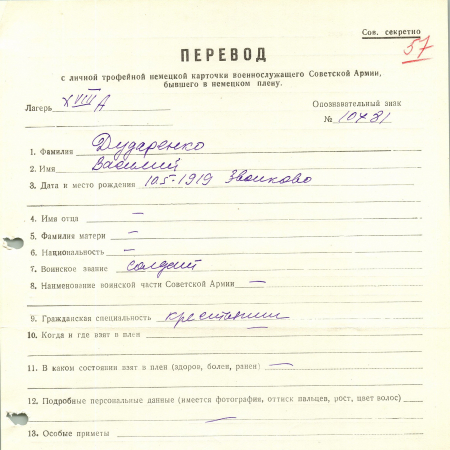 Сов. секретно
57
ПЕРЕВОД
с личной трофейной немецкой карточки военнослужащего Советской Армии,
бывшего в немецком плену.
Лагерь XVIII A
Опознавательный знак
№ 10431
1. Фамилия Дударенко
2. Имя Василий
3. Дата и место рождения 10.5-1919 Звонково
4. Имя отца —
5. Фамилия матери —
6. Национальность —
7. Воинское звание солдат
8. Наименование воинской части Советской Армии —
9. Гражданская специальность крестьянин
10. Когда и где взят в плен —
11. В каком состоянии взят в плен (здоров, болен, ранен) —
12. Подробные персональные данные (имеется фотография, оттиск пальцев, рост, цвет волос)
—
13. Особые приметы —